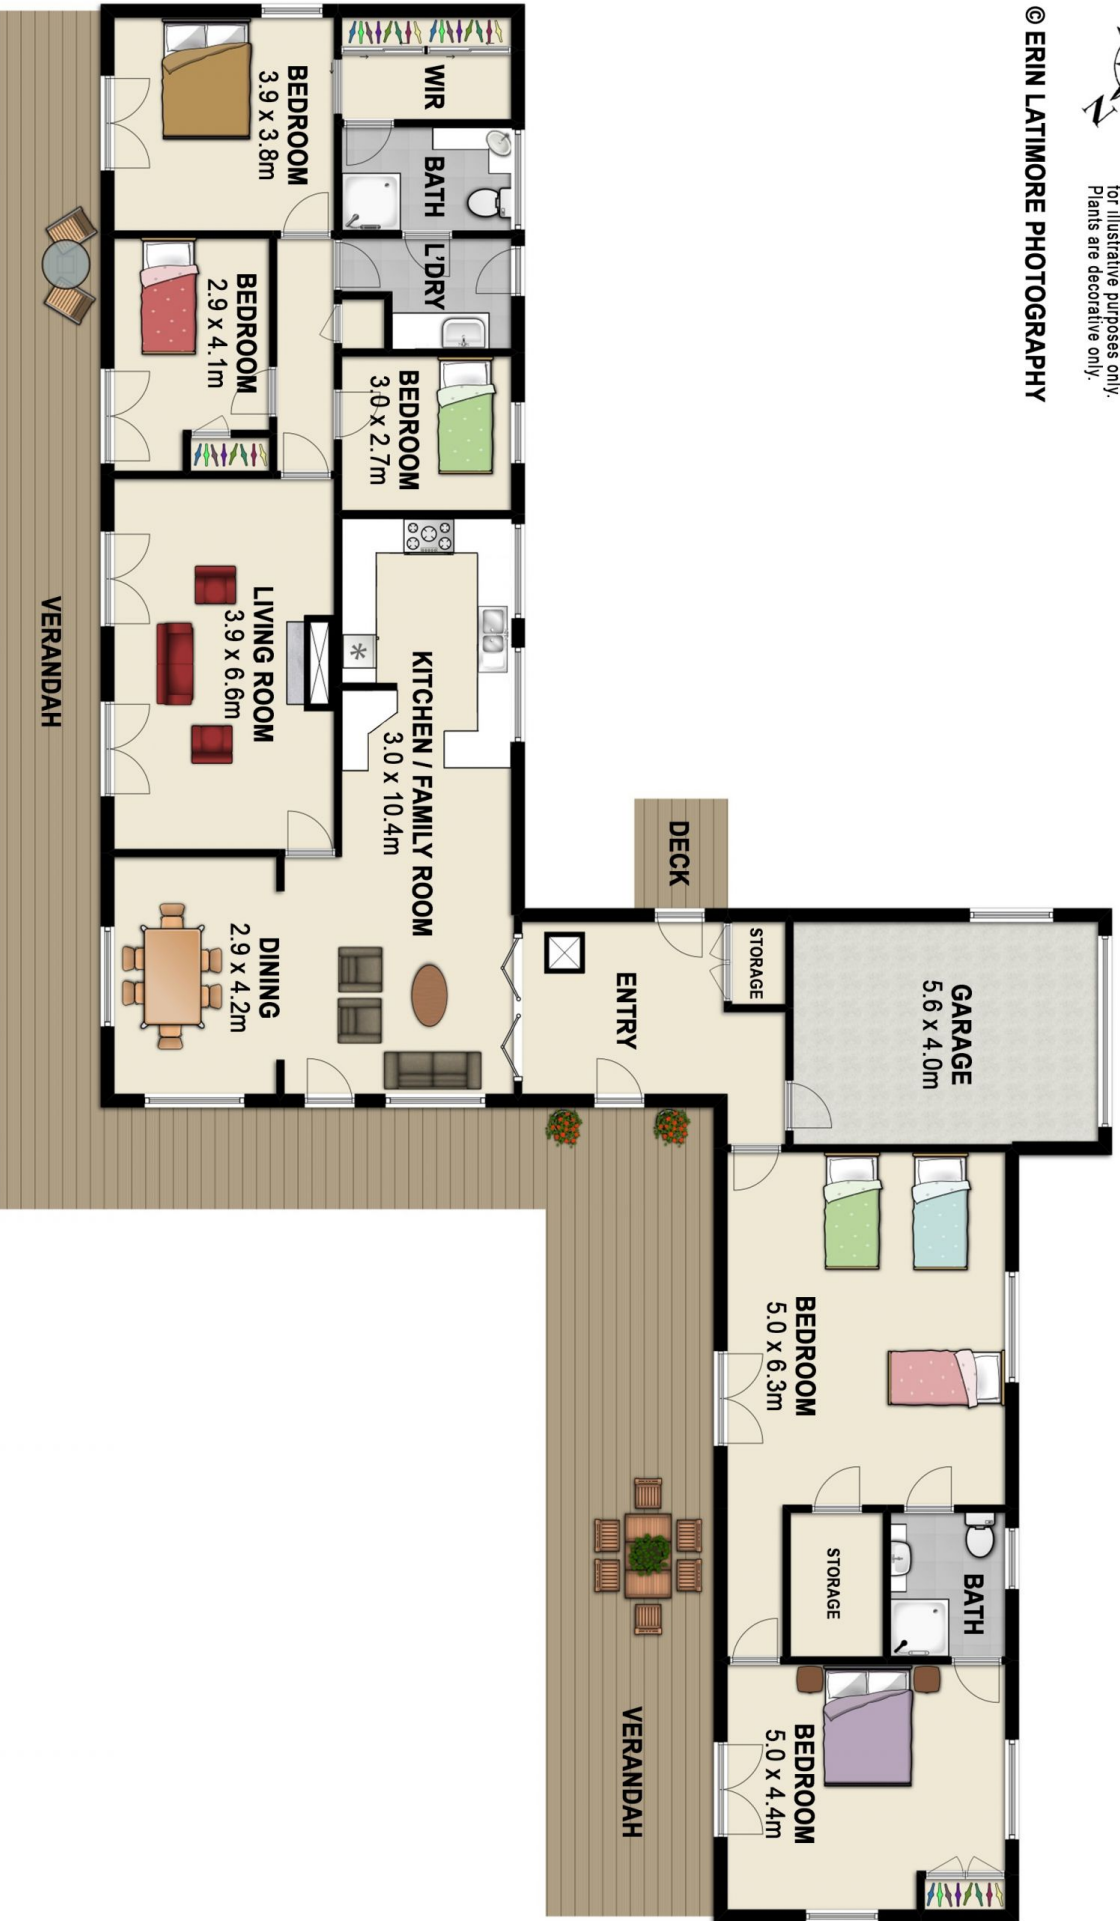 for illustrative purposes only.
Plants are decorative only.
© ERIN LATIMORE PHOTOGRAPHY
N
WIR
BEDROOM
3.9 x 3.8m
BATH
L'DRY
BEDROOM
2.9 x 4.1m
BEDROOM
3.0 x 2.7m
LIVING ROOM
3.9 x 6.6m
KITCHEN / FAMILY ROOM
3.0 x 10.4m
VERANDAH
DECK
DINING
2.9 x 4.2m
ENTRY
STORAGE
GARAGE
5.6 x 4.0m
BEDROOM
5.0 x 6.3m
STORAGE
BATH
BEDROOM
5.0 x 4.4m
VERANDAH